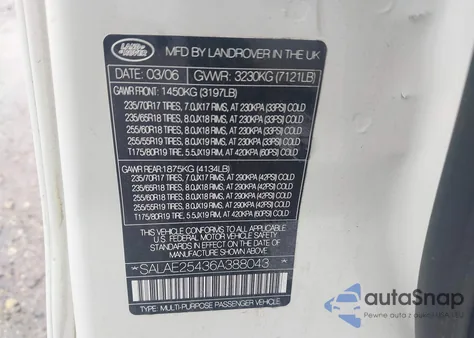 LAND ROVER
MFD BY LANDROVER IN THE UK
DATE: 03/06 GVWR: 3230KG (7121LB)
GAWR FRONT: 1450KG (3197LB)
235/70R17 TIRES, 7.0JX17 RIMS, AT 230KPA (33PSI) COLD
235/65R18 TIRES, 8.0JX18 RIMS, AT 230KPA (33PSI) COLD
255/60R18 TIRES, 8.0JX18 RIMS, AT 230KPA (33PSI) COLD
255/55R19 TIRES, 8.0JX19 RIMS, AT 230KPA (33PSI) COLD
T175/80R19 TIRE, 5.5JX19 RIM, AT 420KPA (60PSI) COLD
GAWR REAR: 1875KG (4134LB)
235/70R17 TIRES, 7.0JX17 RIMS, AT 290KPA (42PSI) COLD
235/65R18 TIRES, 8.0JX18 RIMS, AT 290KPA (42PSI) COLD
255/60R18 TIRES, 8.0JX18 RIMS, AT 290KPA (42PSI) COLD
255/55R19 TIRES, 8.0JX19 RIMS, AT 290KPA (42PSI) COLD
T175/80R19 TIRE, 5.5JX19 RIM, AT 420KPA (60PSI) COLD
THIS VEHICLE CONFORMS TO ALL APPLICABLE
U.S FEDERAL MOTOR VEHICLE SAFETY STANDARDS
IN EFFECT ON THE DATE OF MANUFACTURE SHOWN ABOVE
*SALAE25436A388043*
TYPE: MULTI-PURPOSE PASSENGER VEHICLE
autoSnap
Pewne auta z USA